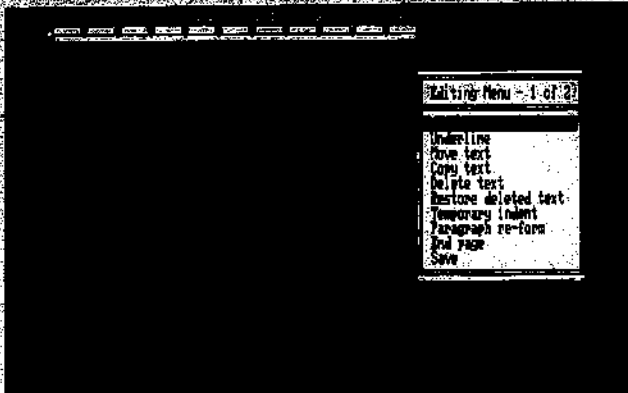 Editing Menu - 1 of 2
Underline
Move text
Copy text
Delete text
Restore deleted text
Temporary indent
Paragraph re-form
End page
Save